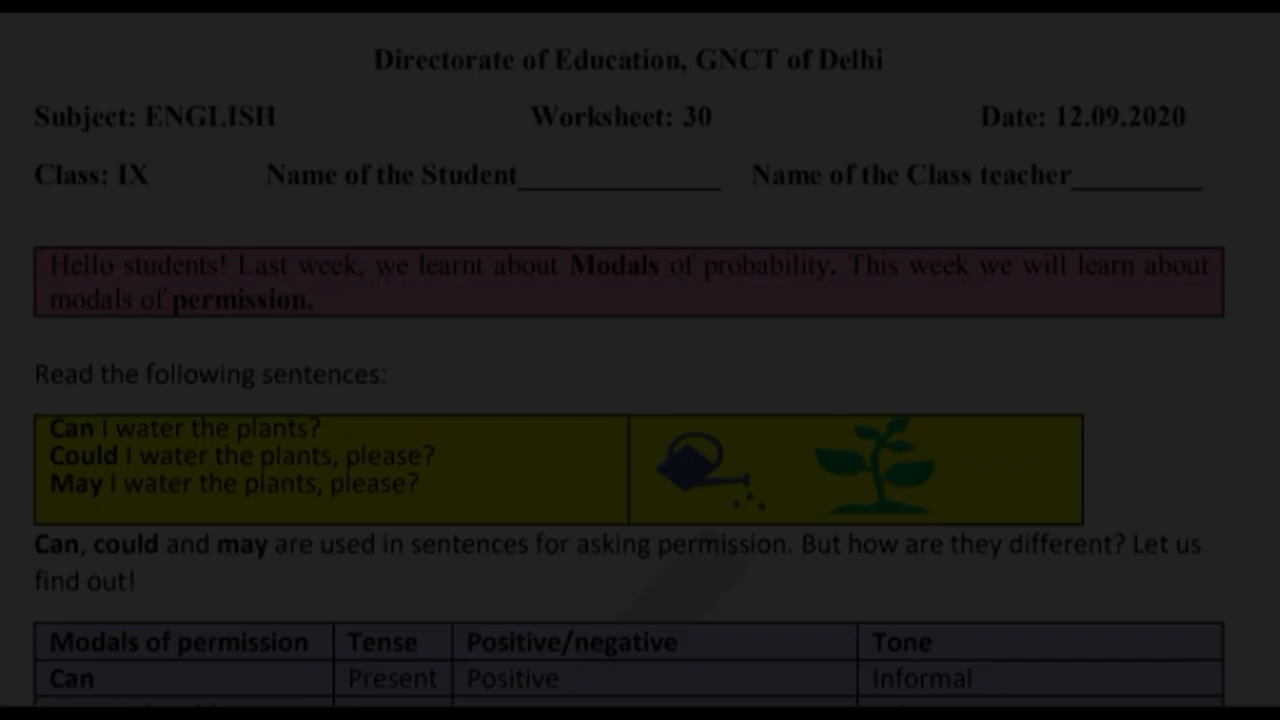 Directorate of Education, GNCT of Delhi
Subject: ENGLISH Worksheet: 30 Date: 12.09.2020
Class: IX Name of the Student______________ Name of the Class teacher_________
Hello students! Last week, we learnt about Modals of probability. This week we will learn about
modals of permission.
Read the following sentences:
Can I water the plants?
Could I water the plants, please?
May I water the plants, please?
Can, could and may are used in sentences for asking permission. But how are they different? Let us
find out!
Modals of permission Tense Positive/negative Tone
Can Present Positive Informal